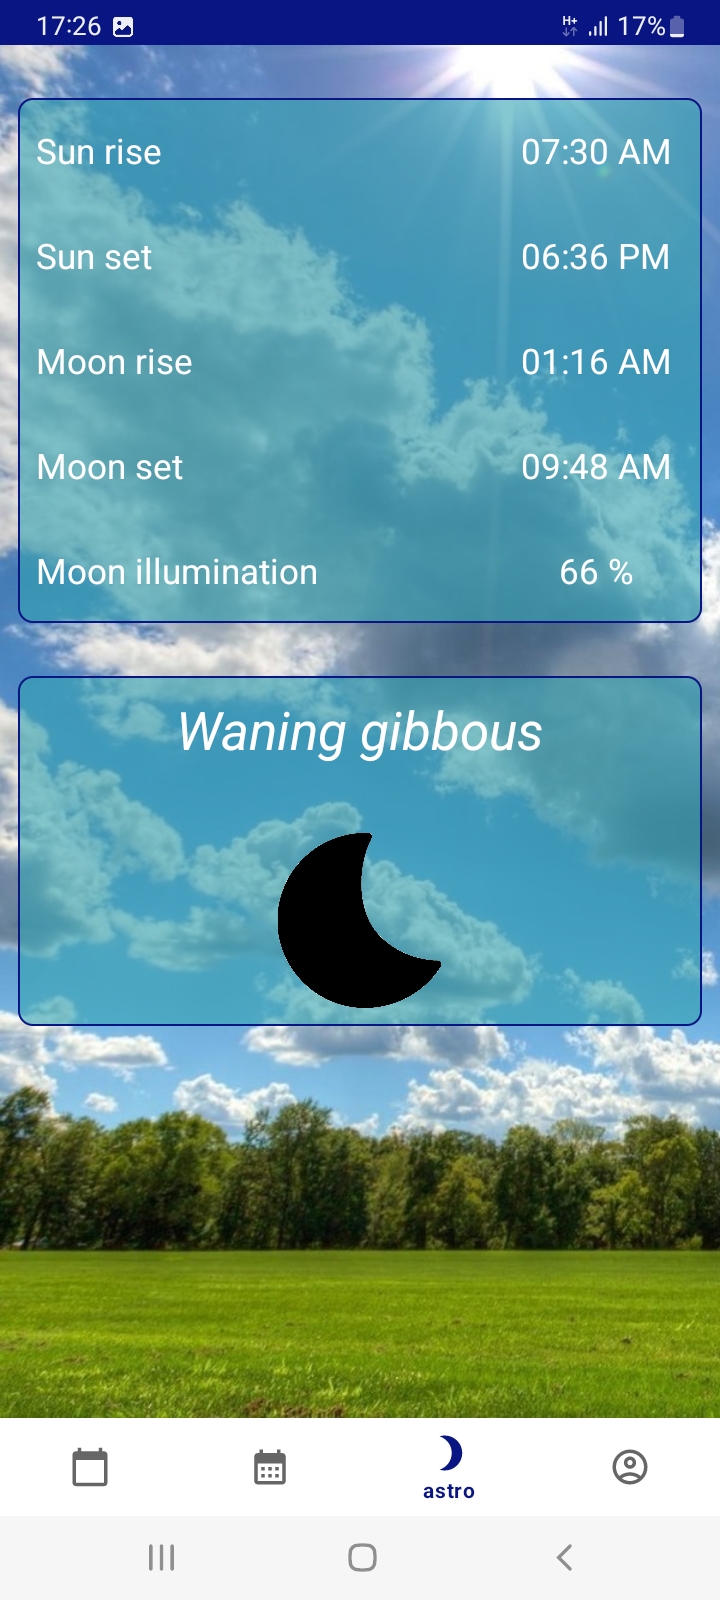 17:26 H+ 17%
Sun rise 07:30 AM
Sun set 06:36 PM
Moon rise 01:16 AM
Moon set 09:48 AM
Moon illumination 66 %
Waning gibbous
astro